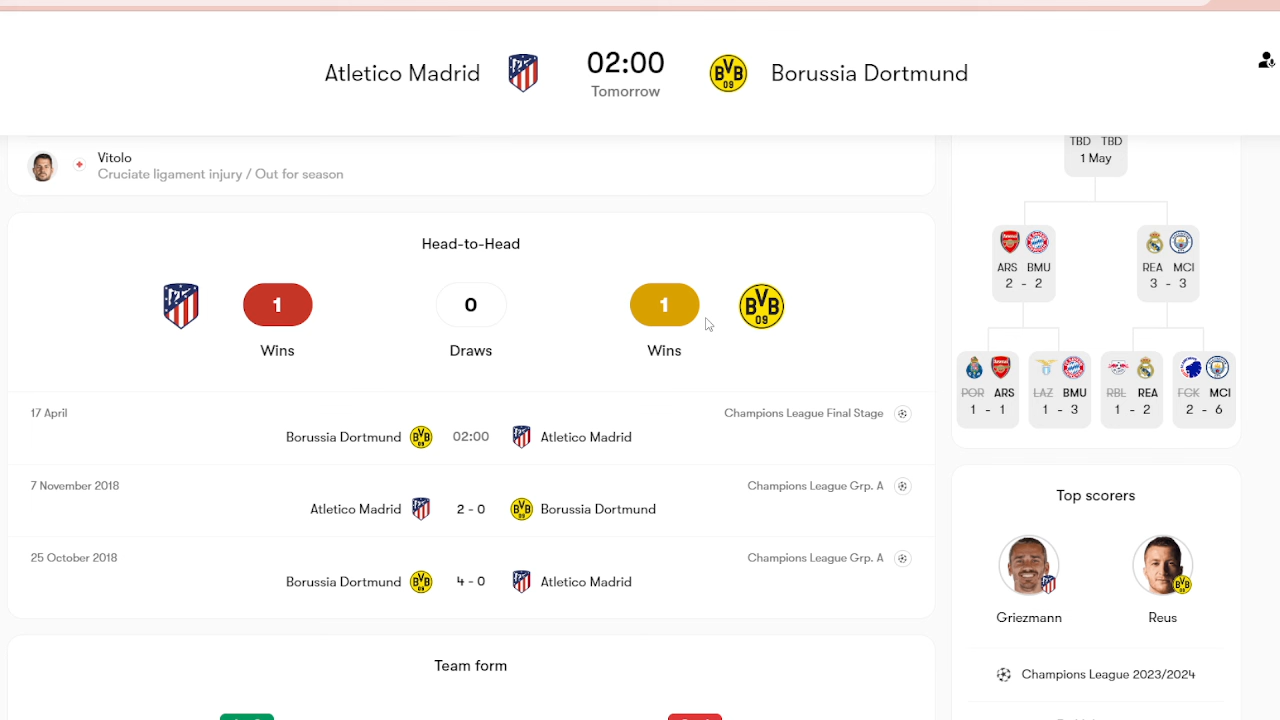 Atletico Madrid
02:00
Tomorrow
BVB
09
Borussia Dortmund
Vitolo
Cruciate ligament injury / Out for season
Head-to-Head
1
Wins
0
Draws
1
Wins
BVB
09
17 April
Champions League Final Stage
Borussia Dortmund
02:00
Atletico Madrid
7 November 2018
Champions League Grp. A
Atletico Madrid
2 - 0
Borussia Dortmund
25 October 2018
Champions League Grp. A
Borussia Dortmund
4 - 0
Atletico Madrid
Team form
TBD TBD
1 May
ARS BMU
2 - 2
REA MCI
3 - 3
POR ARS
1 - 1
LAZ BMU
1 - 3
RBL REA
1 - 2
FCK MCI
2 - 6
Top scorers
Griezmann
Reus
Champions League 2023/2024